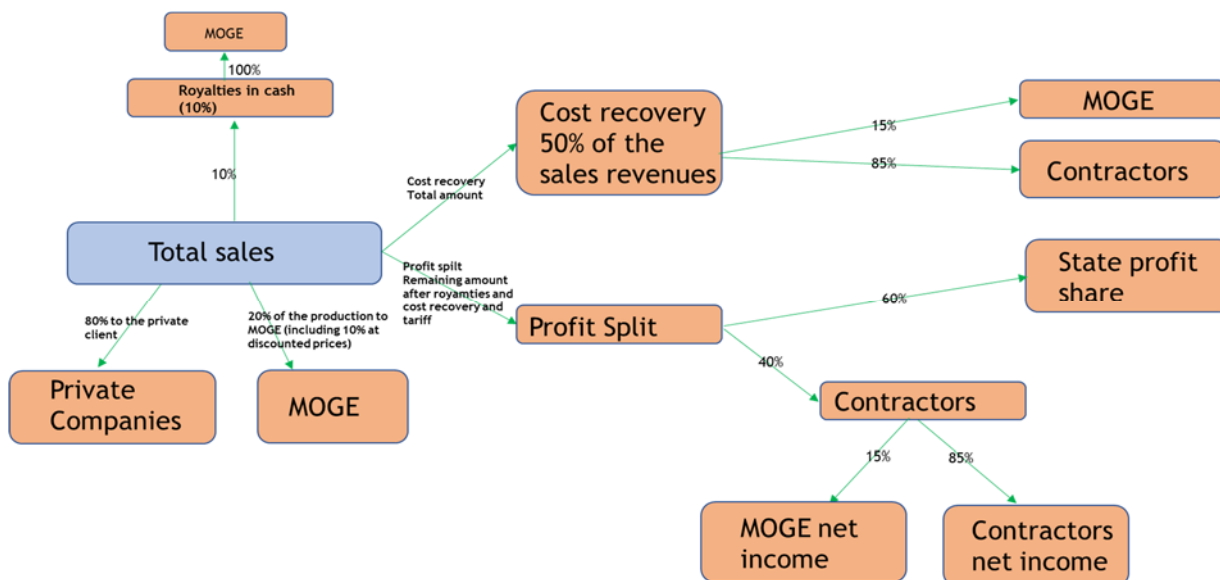 MOGE
100%
Royalties in cash
(10%)
10%
Total sales
80% to the private
client
20% of the production to
MOGE (including 10% at
discounted prices)
Private
Companies
MOGE
Cost recovery
Total amount
Cost recovery
50% of the
sales revenues
15%
MOGE
85%
Contractors
Profit spilt
Remaining amount
after royamties and
cost recovery and
tariff
Profit Split
60%
State profit
share
40%
Contractors
15%
85%
MOGE net
income
Contractors
net income